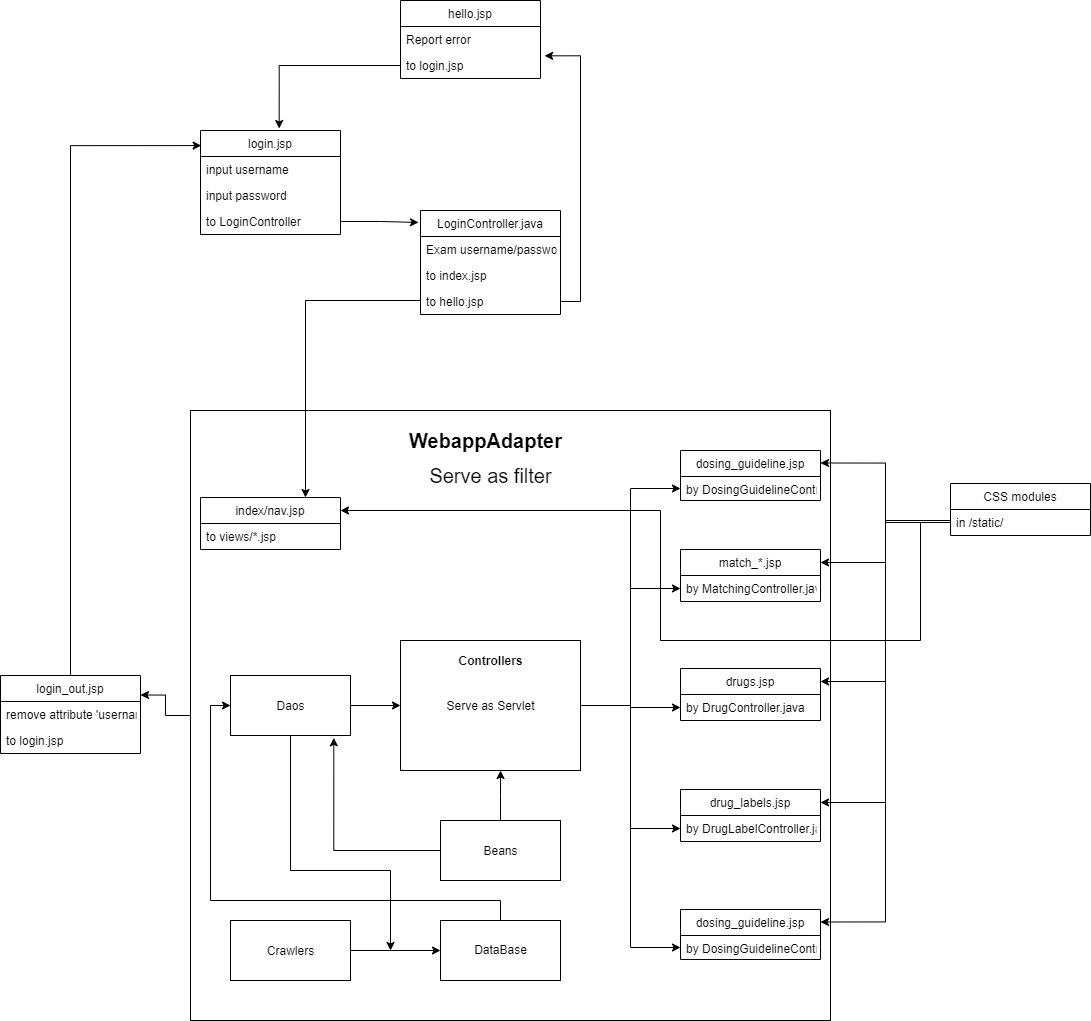 hello.jsp
Report error
to login.jsp
login.jsp
input username
input password
to LoginController
LoginController.java
Exam username/passwo
to index.jsp
to hello.jsp
WebappAdapter
Serve as filter
index/nav.jsp
to views/*.jsp
dosing_guideline.jsp
by DosingGuidelineCont
CSS modules
in /static/
match_*.jsp
by MatchingController.jav
Controllers
Serve as Servlet
Daos
drugs.jsp
by DrugController.java
login_out.jsp
remove attribute 'userna
to login.jsp
drug_labels.jsp
by DrugLabelController.ja
Beans
dosing_guideline.jsp
by DosingGuidelineCont
Crawlers
DataBase